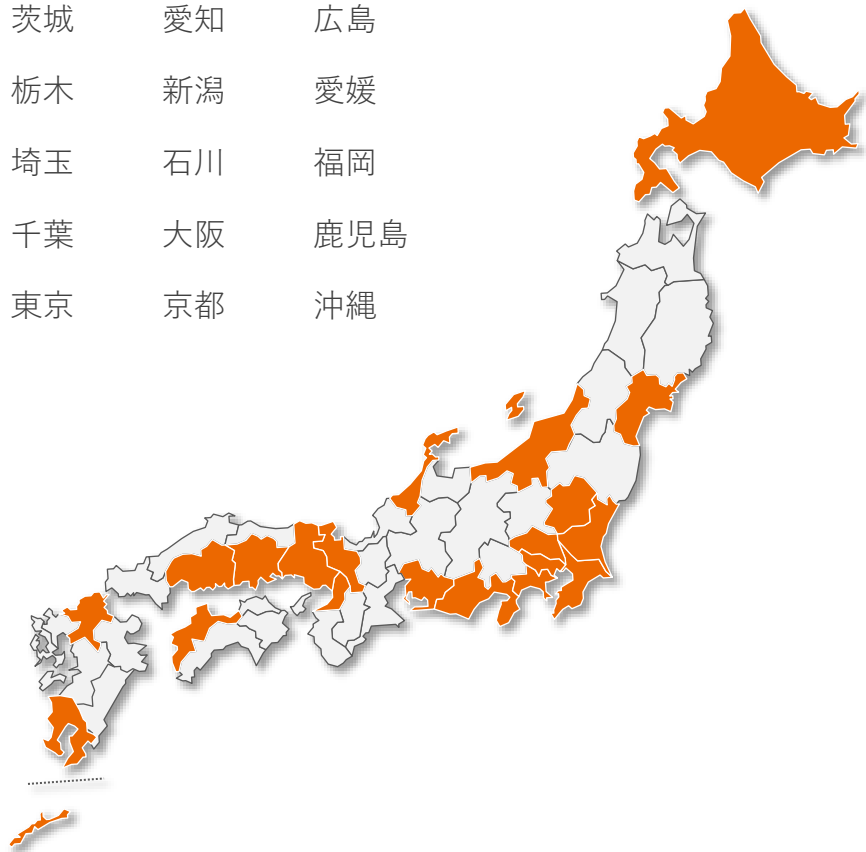 茨城 愛知 広島
栃木 新潟 愛媛
埼玉 石川 福岡
千葉 大阪 鹿児島
東京 京都 沖縄